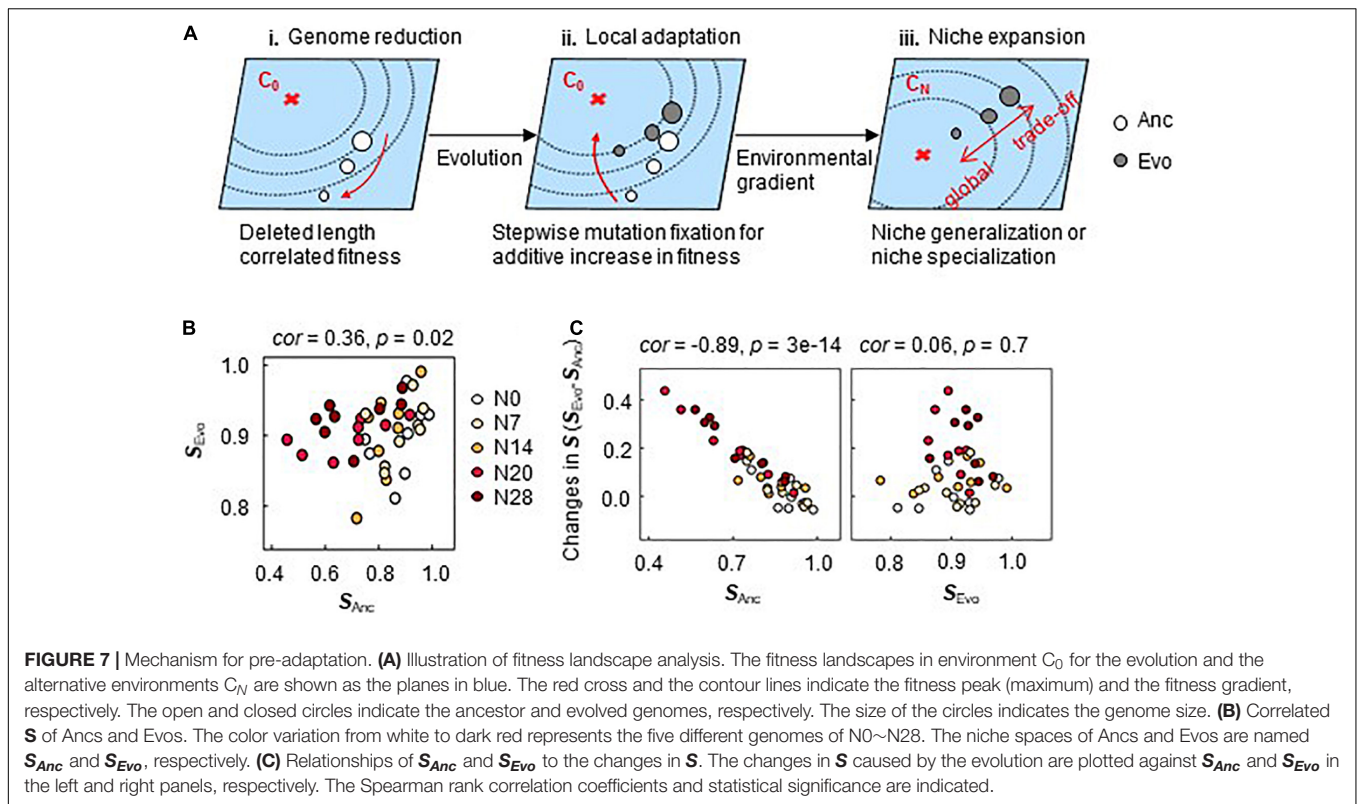 A
i. Genome reduction
ii. Local adaptation
iii. Niche expansion
C0
C0
CN
trade-off
global
Evolution
Environmental
gradient
Anc
Evo
Deleted length
correlated fitness
Stepwise mutation fixation for
additive increase in fitness
Niche generalization or
niche specialization
B
cor = 0.36, p = 0.02
1.0
0.9
0.8
SEvo
0.4 0.6 0.8 1.0
SAnc
N0
N7
N14
N20
N28
C
cor = -0.89, p = 3e-14
cor = 0.06, p = 0.7
Changes in S (SEvo-SAnc)
0.4
0.2
0.0
0.4 0.7 1.0
SAnc
0.8 0.9 1.0
SEvo
FIGURE 7 | Mechanism for pre-adaptation. (A) Illustration of fitness landscape analysis. The fitness landscapes in environment C0 for the evolution and the
alternative environments CN are shown as the planes in blue. The red cross and the contour lines indicate the fitness peak (maximum) and the fitness gradient,
respectively. The open and closed circles indicate the ancestor and evolved genomes, respectively. The size of the circles indicates the genome size. (B) Correlated
S of Ancs and Evos. The color variation from white to dark red represents the five different genomes of N0~N28. The niche spaces of Ancs and Evos are named
SAnc and SEvo, respectively. (C) Relationships of SAnc and SEvo to the changes in S. The changes in S caused by the evolution are plotted against SAnc and SEvo in
the left and right panels, respectively. The Spearman rank correlation coefficients and statistical significance are indicated.